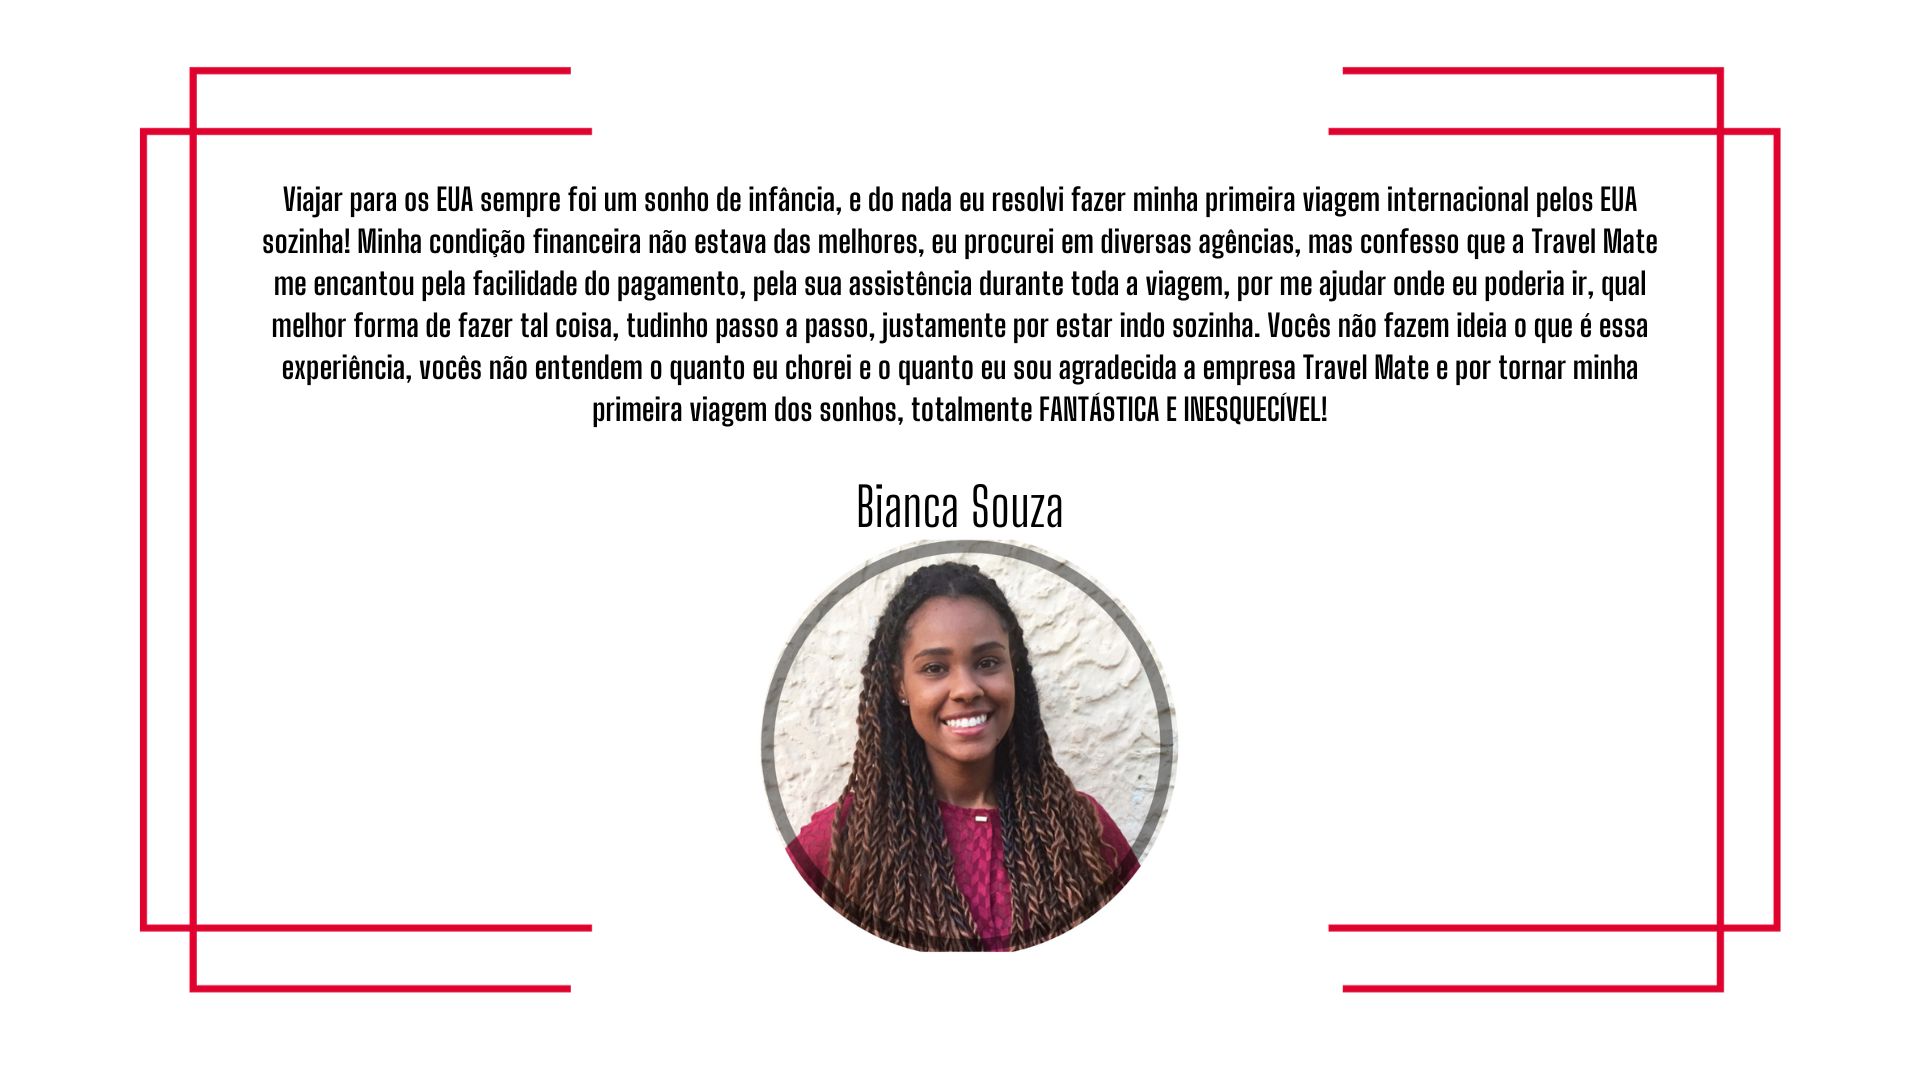 Viajar para os EUA sempre foi um sonho de infância, e do nada eu resolvi fazer minha primeira viagem internacional pelos EUA
sozinha! Minha condição financeira não estava das melhores, eu procurei em diversas agências, mas confesso que a Travel Mate
me encantou pela facilidade do pagamento, pela sua assistência durante toda a viagem, por me ajudar onde eu poderia ir, qual
melhor forma de fazer tal coisa, tudinho passo a passo, justamente por estar indo sozinha. Vocês não fazem ideia o que é essa
experiência, vocês não entendem o quanto eu chorei e o quanto eu sou agradecida a empresa Travel Mate e por tornar minha
primeira viagem dos sonhos, totalmente FANTÁSTICA E INESQUECÍVEL!
Bianca Souza